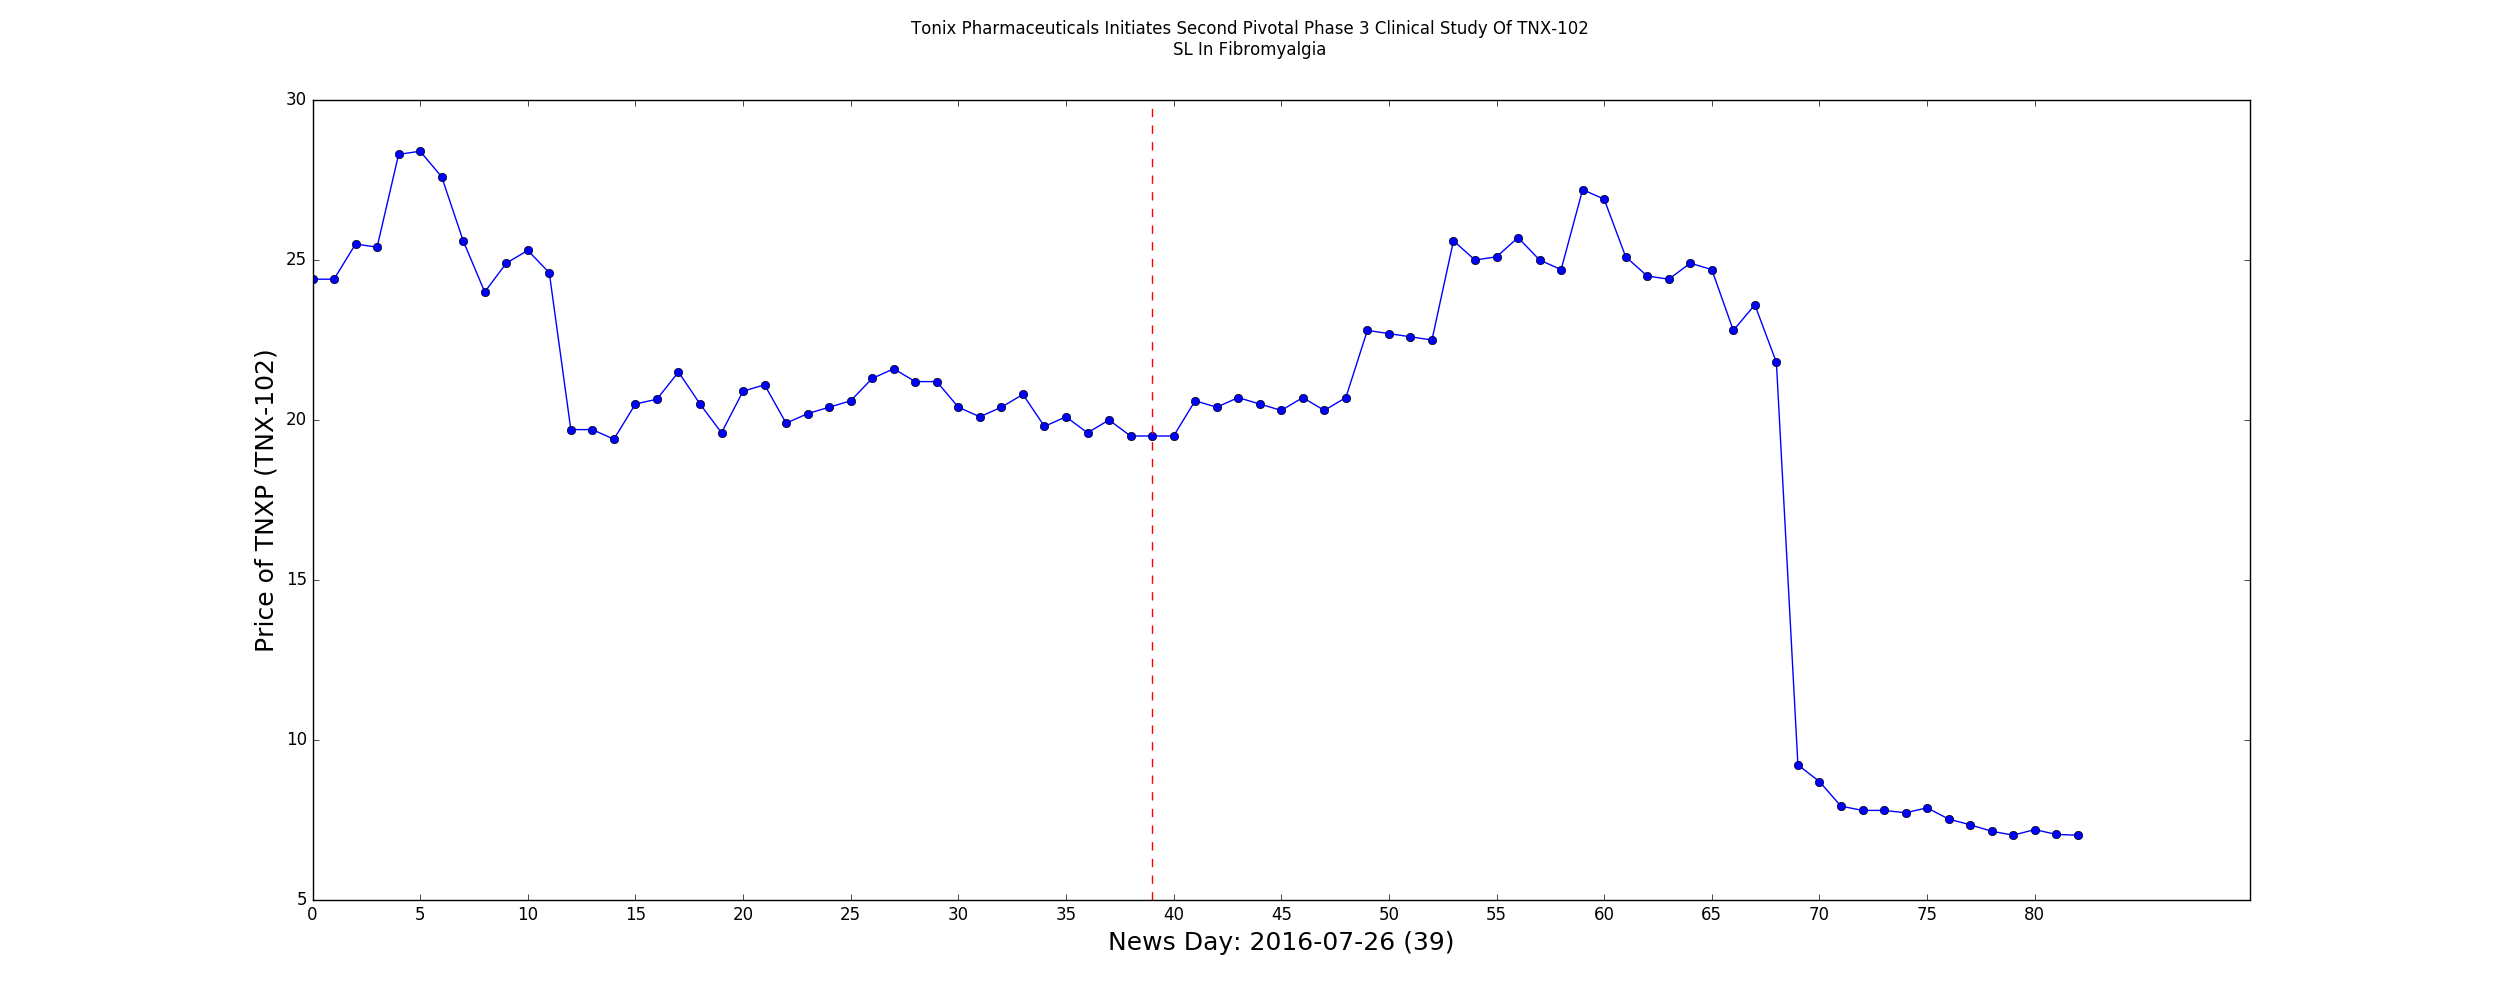 Tonix Pharmaceuticals Initiates Second Pivotal Phase 3 Clinical Study Of TNX-102
SL In Fibromyalgia
30
25
20
15
10
5
Price of TNXP (TNX-102)
0 5 10 15 20 25 30 35 40 45 50 55 60 65 70 75 80
News Day: 2016-07-26 (39)